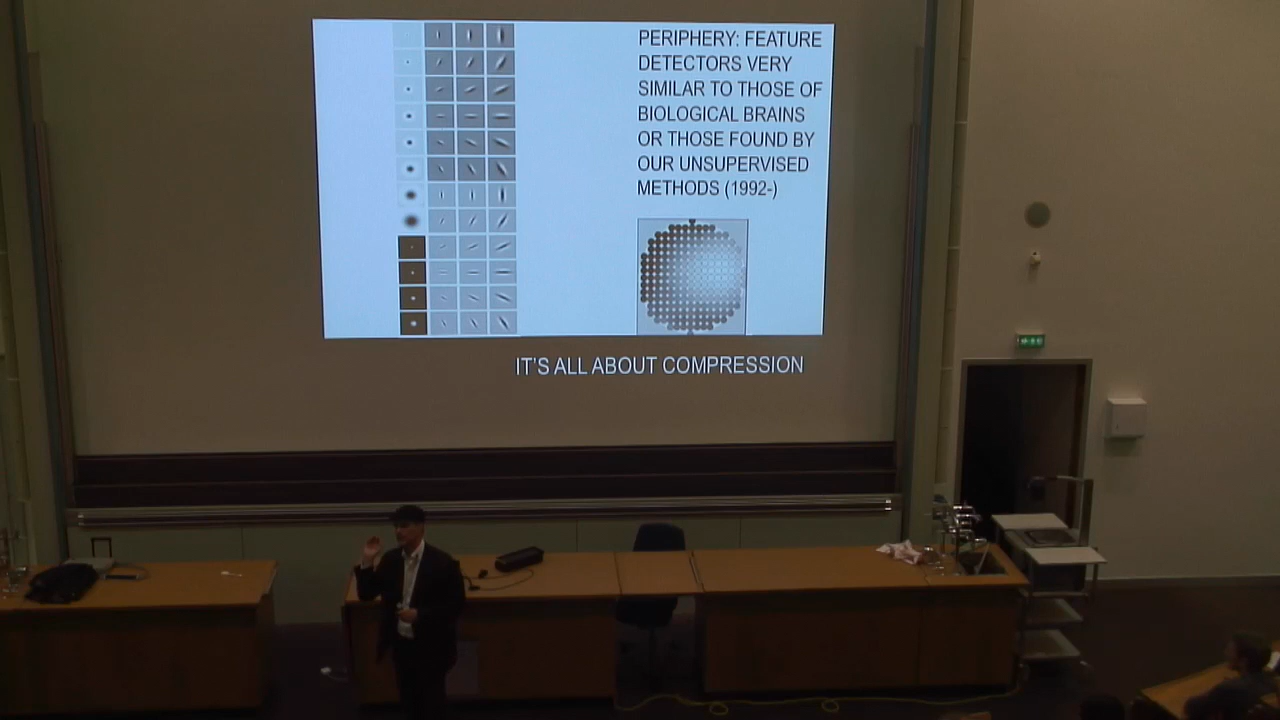 PERIPHERY: FEATURE
DETECTORS VERY
SIMILAR TO THOSE OF
BIOLOGICAL BRAINS
OR THOSE FOUND BY
OUR UNSUPERVISED
METHODS (1992-)
IT'S ALL ABOUT COMPRESSION